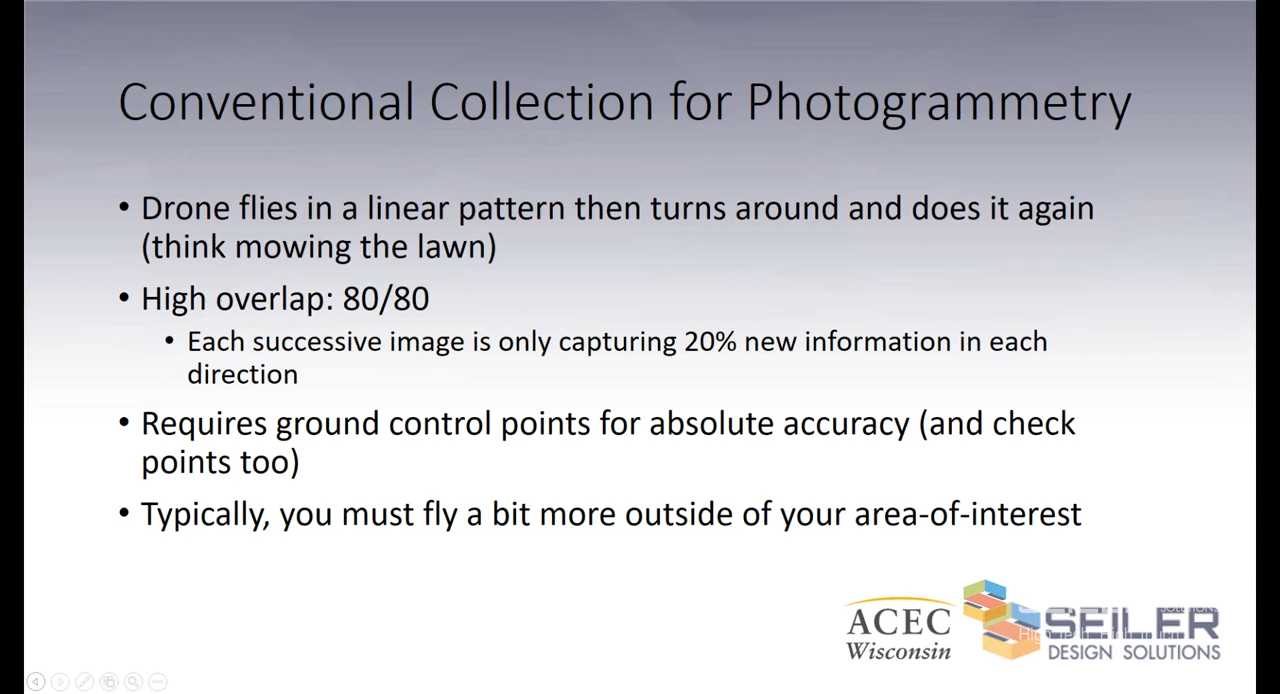 Conventional Collection for Photogrammetry
• Drone flies in a linear pattern then turns around and does it again
(think mowing the lawn)
• High overlap: 80/80
• Each successive image is only capturing 20% new information in each
direction
• Requires ground control points for absolute accuracy (and check
points too)
• Typically, you must fly a bit more outside of your area-of-interest
ACEC
Wisconsin
SEILER
DESIGN SOLUTIONS